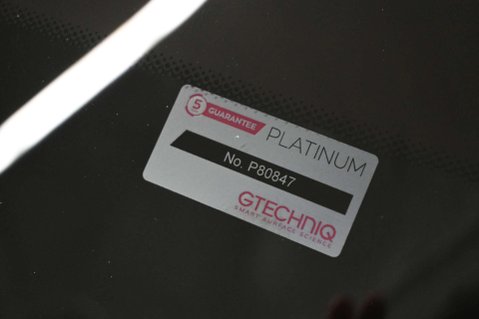 5 GUARANTEE PLATINUM
No. P80847
GTECHNIQ
SMART SURFACE SCIENCE